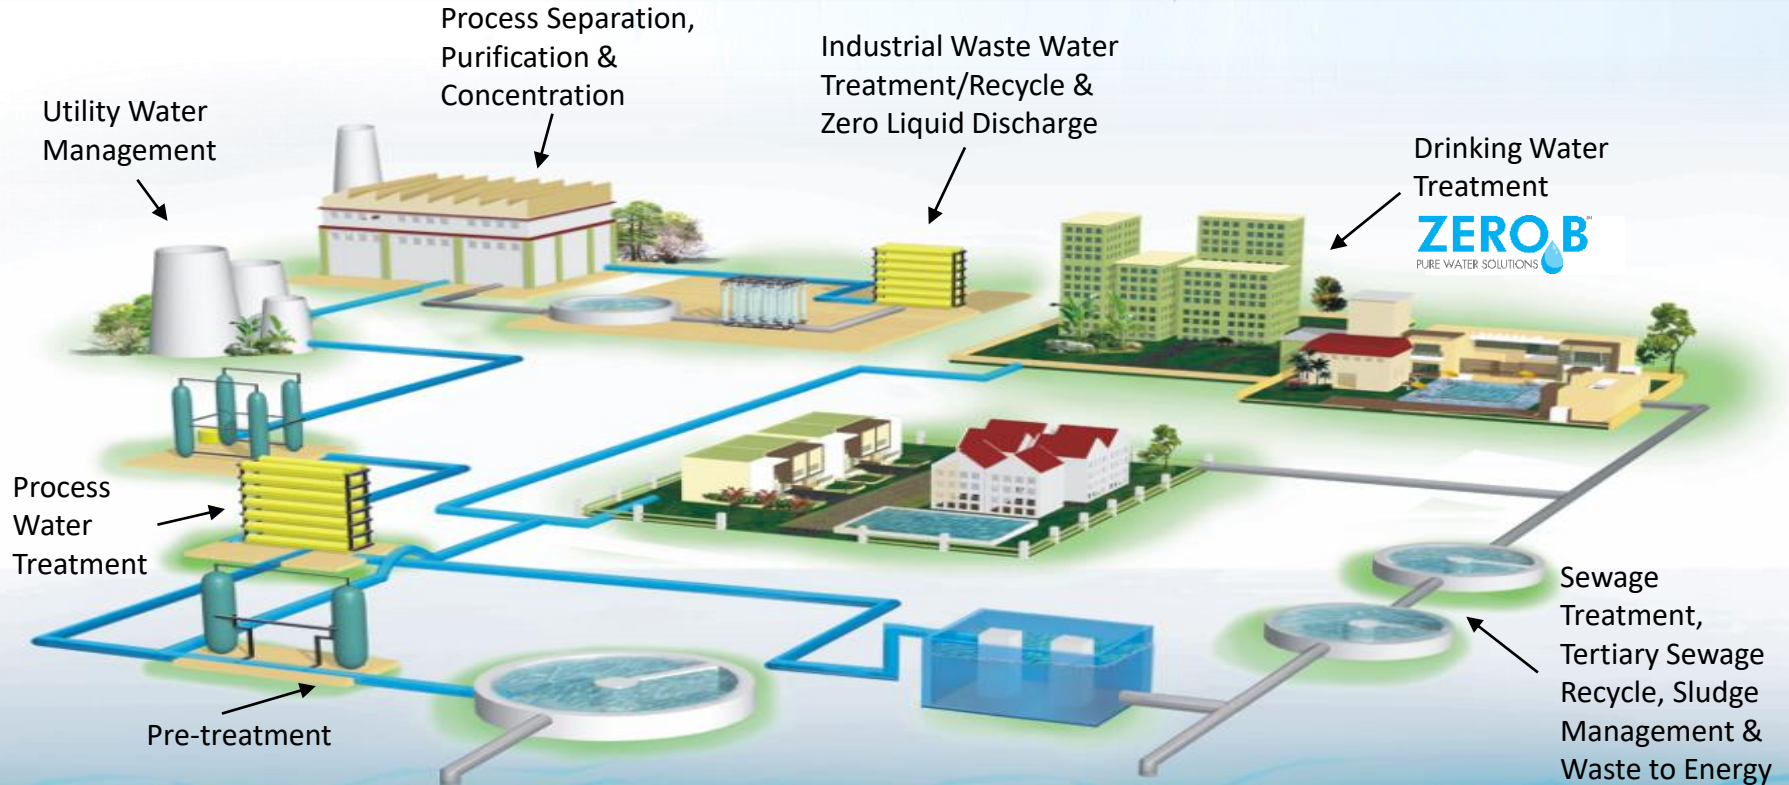 Process Separation,
Purification &
Concentration
Industrial Waste Water
Treatment/Recycle &
Zero Liquid Discharge
Utility Water
Management
Drinking Water
Treatment
ZERO B
PURE WATER SOLUTIONS
Process
Water
Treatment
Sewage
Treatment,
Tertiary Sewage
Recycle, Sludge
Management &
Waste to Energy
Pre-treatment